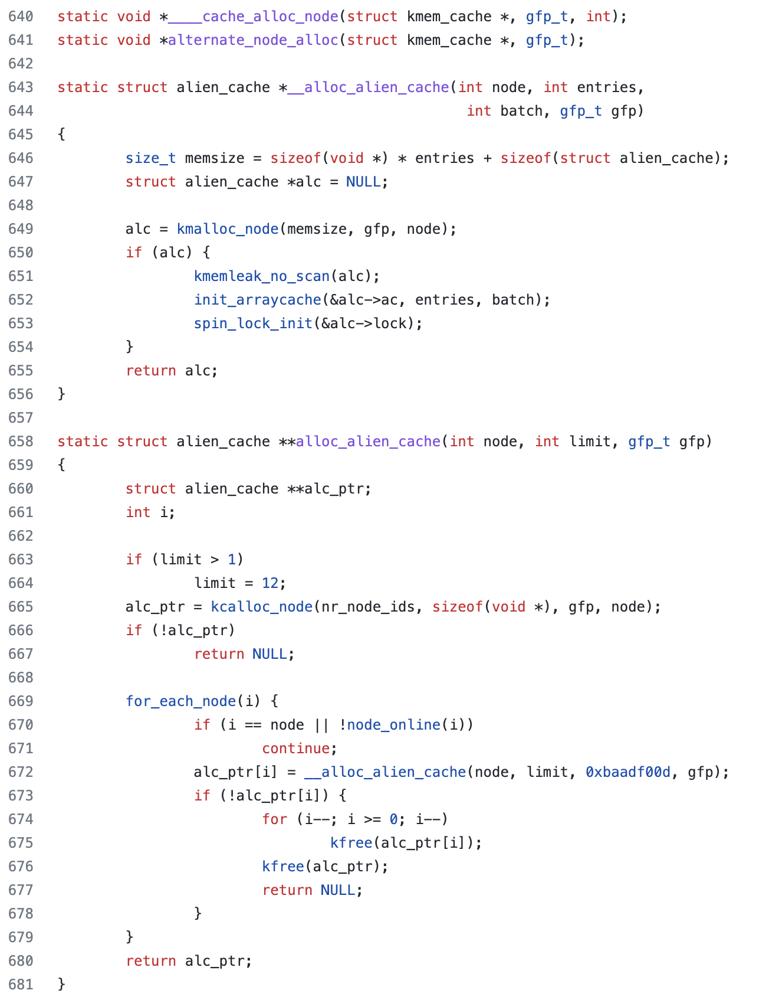 640 static void *____cache_alloc_node(struct kmem_cache *, gfp_t, int);
641 static void *alternate_node_alloc(struct kmem_cache *, gfp_t);
642
643 static struct alien_cache *__alloc_alien_cache(int node, int entries,
644                                                 int batch, gfp_t gfp)
645 {
646         size_t memsize = sizeof(void *) * entries + sizeof(struct alien_cache);
647         struct alien_cache *alc = NULL;
648
649         alc = kmalloc_node(memsize, gfp, node);
650         if (alc) {
651                 kmemleak_no_scan(alc);
652                 init_arraycache(&alc->ac, entries, batch);
653                 spin_lock_init(&alc->lock);
654         }
655         return alc;
656 }
657
658 static struct alien_cache **alloc_alien_cache(int node, int limit, gfp_t gfp)
659 {
660         struct alien_cache **alc_ptr;
661         int i;
662
663         if (limit > 1)
664                 limit = 12;
665         alc_ptr = kcalloc_node(nr_node_ids, sizeof(void *), gfp, node);
666         if (!alc_ptr)
667                 return NULL;
668
669         for_each_node(i) {
670                 if (i == node || !node_online(i))
671                         continue;
672                 alc_ptr[i] = __alloc_alien_cache(node, limit, 0xbaadf00d, gfp);
673                 if (!alc_ptr[i]) {
674                         for (i--; i >= 0; i--)
675                                 kfree(alc_ptr[i]);
676                         kfree(alc_ptr);
677                         return NULL;
678                 }
679         }
680         return alc_ptr;
681 }